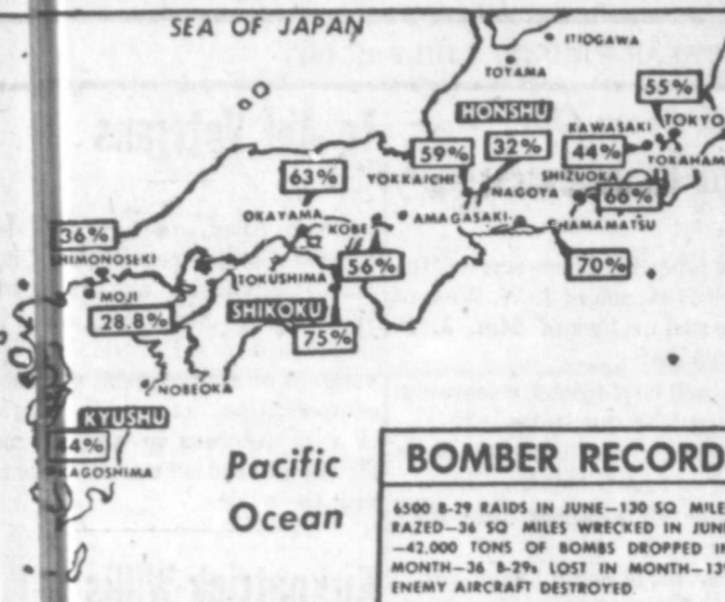 SEA OF JAPAN
ITIOGAWA
TOYAMA
55%
HONSHU
TOKYO
KAWASAKI
59%
32%
44%
YOKAHAMA
63%
YOKKAICHI
SHIZUOKA
NAGOYA
66%
OKAYAMA
KOBE
AMAGASAKI
HAMAMATSU
36%
HIMONOSEKI
56%
70%
TOKUSHIMA
MOJI
28.8%
SHIKOKU
75%
NOBEOKA
KYUSHU
44%
KAGOSHIMA
Pacific
Ocean
BOMBER RECORD
6500 B-29 RAIDS IN JUNE—130 SQ MILE
RAZED—36 SQ MILES WRECKED IN JUN
—42.000 TONS OF BOMBS DROPPED IN
MONTH—36 B-29s LOST IN MONTH—13
ENEMY AIRCRAFT DESTROYED